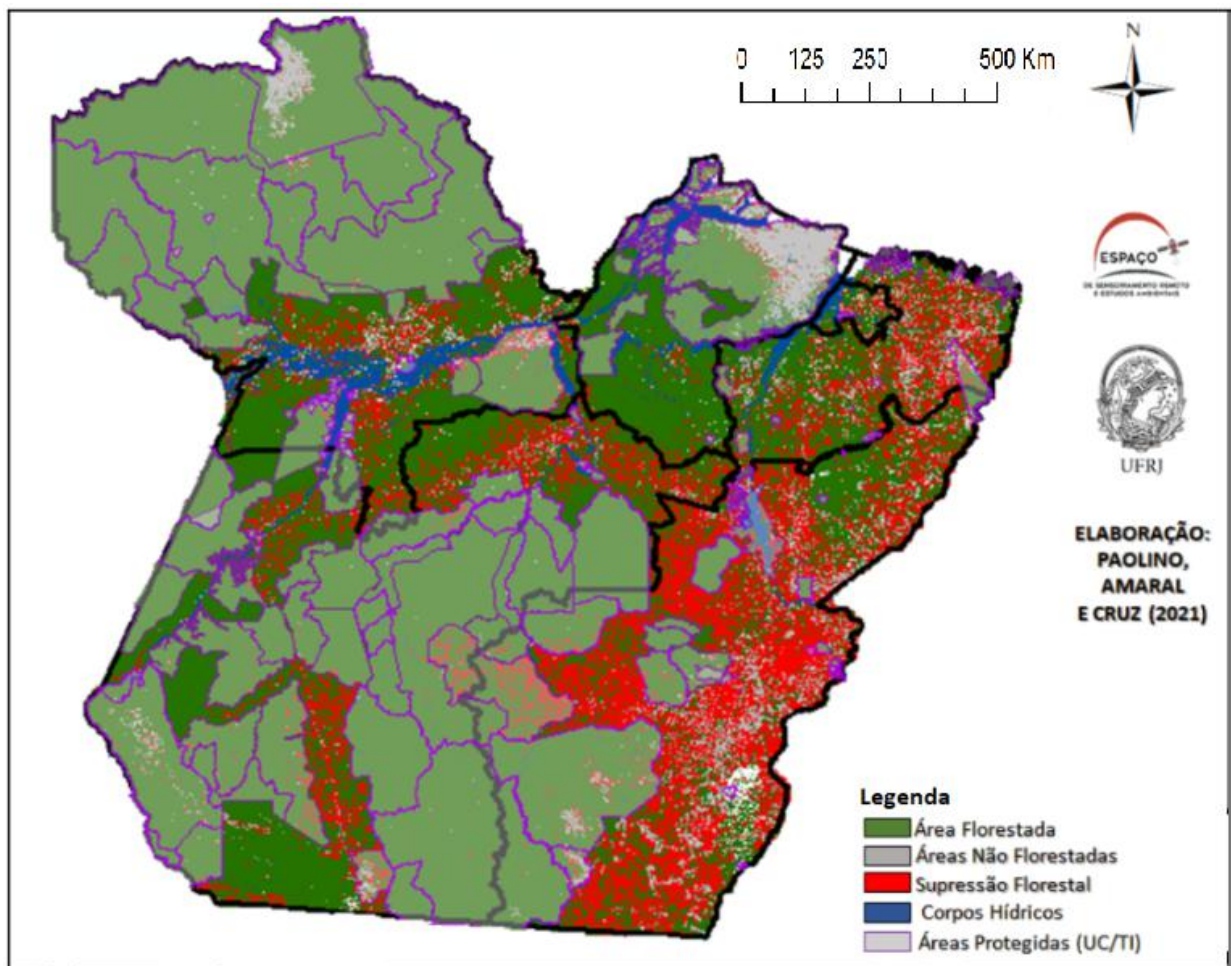 N
0 125 250 500 Km
ESPAÇO
DE SENSORIAMENTO REMOTO
E ESTUDOS AMBIENTAIS
UFRJ
ELABORAÇÃO:
PAOLINO,
AMARAL
E CRUZ (2021)
Legenda
Área Florestada
Áreas Não Florestadas
Supressão Florestal
Corpos Hídricos
Áreas Protegidas (UC/TI)